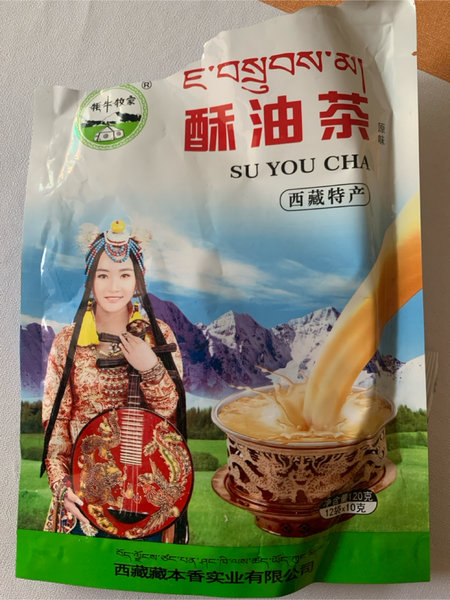 牦牛牧家
®
ཇ་བསྲུབས་མ།
酥油茶
原味
SU YOU CHA
西藏特产
净含量120克
12袋×10克
西藏藏本香实业有限公司